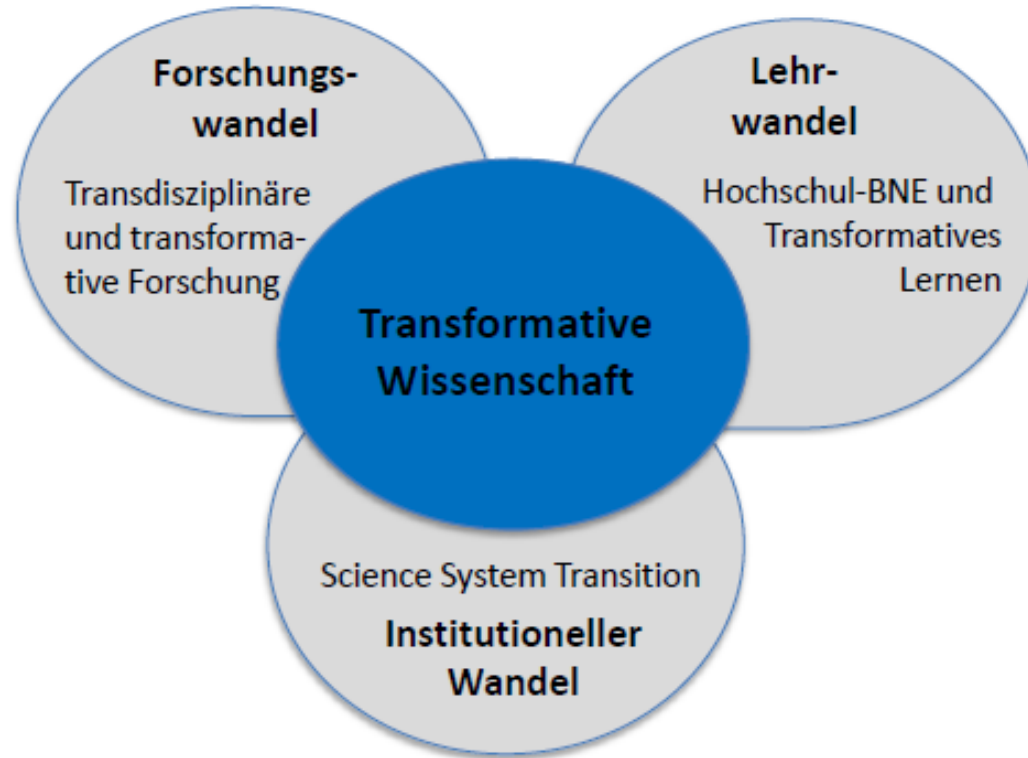 Forschungs-
wandel
Transdisziplinäre
und transforma-
tive Forschung
Lehr-
wandel
Hochschul-BNE und
Transformatives
Lernen
Transformative
Wissenschaft
Science System Transition
Institutioneller
Wandel